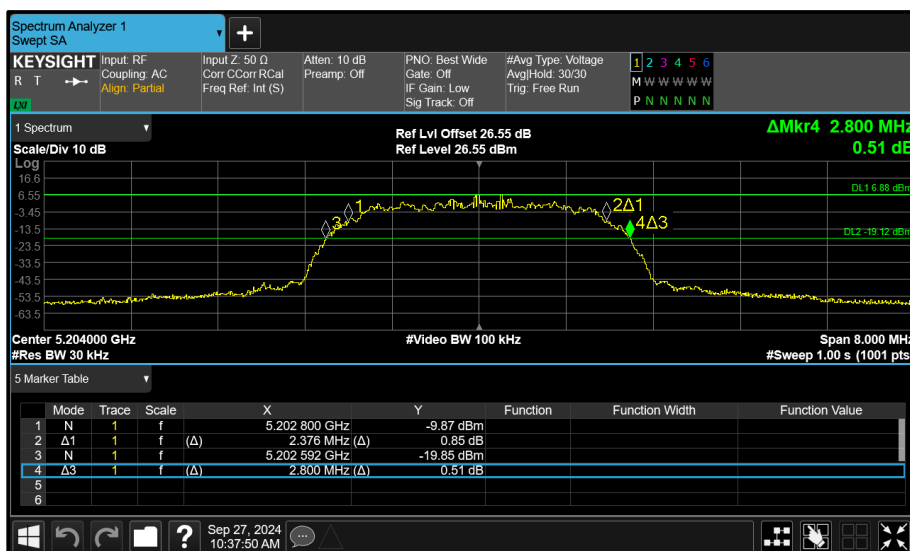 Spectrum Analyzer 1
Swept SA
KEYSIGHT
R T
LXI
Input: RF
Coupling: AC
Align: Partial
Input Z: 50 Ω
Corr CCorr RCal
Freq Ref: Int (S)
Atten: 10 dB
Preamp: Off
PNO: Best Wide
Gate: Off
IF Gain: Low
Sig Track: Off
#Avg Type: Voltage
Avg|Hold: 30/30
Trig: Free Run
1 2 3 4 5 6
M W W W W W
P N N N N N
1 Spectrum
Scale/Div 10 dB
Ref Lvl Offset 26.55 dB
Ref Level 26.55 dBm
ΔMkr4 2.800 MHz
0.51 dB
Log
16.6
6.55
-3.45
-13.5
-23.5
-33.5
-43.5
-53.5
-63.5
DL1 6.88 dBm
1
2Δ1
3
4Δ3
DL2 -19.12 dBm
Center 5.204000 GHz
#Video BW 100 kHz
Span 8.000 MHz
#Res BW 30 kHz
#Sweep 1.00 s (1001 pts
5 Marker Table
Mode Trace Scale X Y Function Function Width Function Value
1 N 1 f 5.202 800 GHz -9.87 dBm
2 Δ1 1 f (Δ) 2.376 MHz (Δ) 0.85 dB
3 N 1 f 5.202 592 GHz -19.85 dBm
4 Δ3 1 f (Δ) 2.800 MHz (Δ) 0.51 dB
5
6
?
Sep 27, 2024
10:37:50 AM